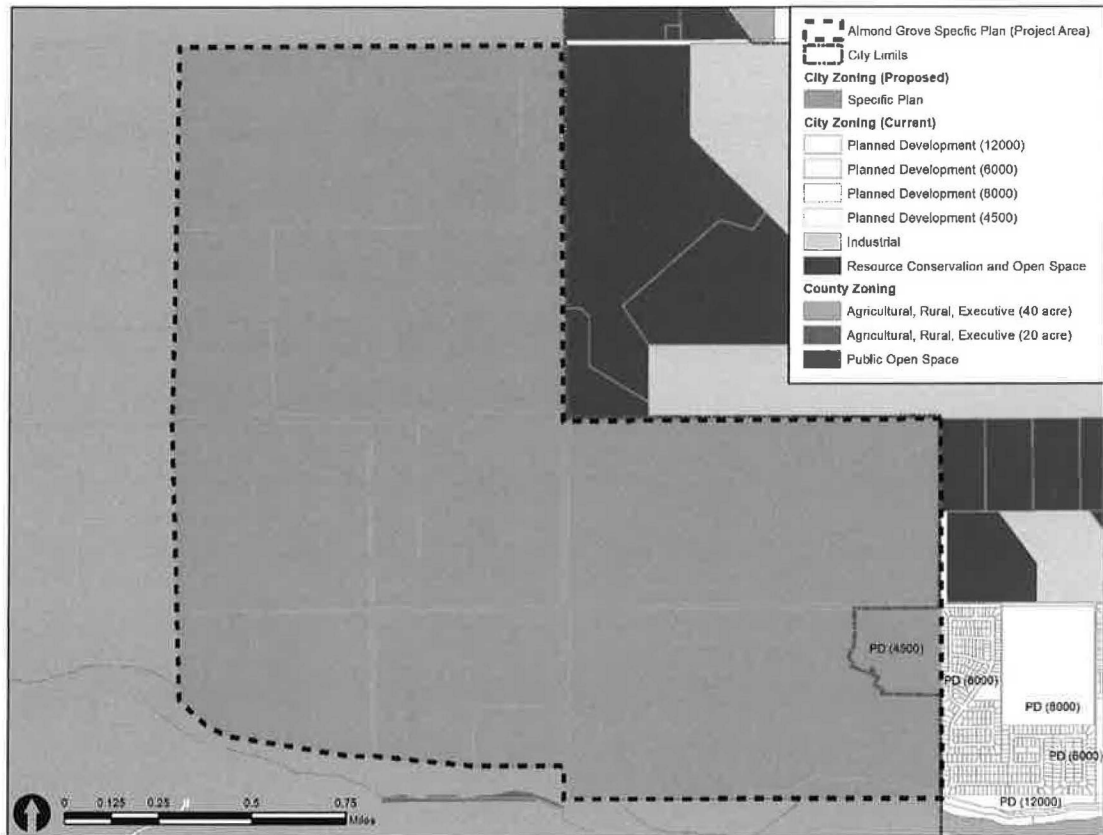 Almond Grove Specfic Plan (Project Area)
City Limits
City Zoning (Proposed)
Specific Plan
City Zoning (Current)
Planned Development (12000)
Planned Development (6000)
Planned Development (8000)
Planned Development (4500)
Industrial
Resource Conservation and Open Space
County Zoning
Agricultural, Rural, Executive (40 acre)
Agricultural, Rural, Executive (20 acre)
Public Open Space
PD (4500)
PD (6000)
PD (8000)
PD (6000)
PD (12000)
0 0.125 0.25 0.5 0.75
Miles